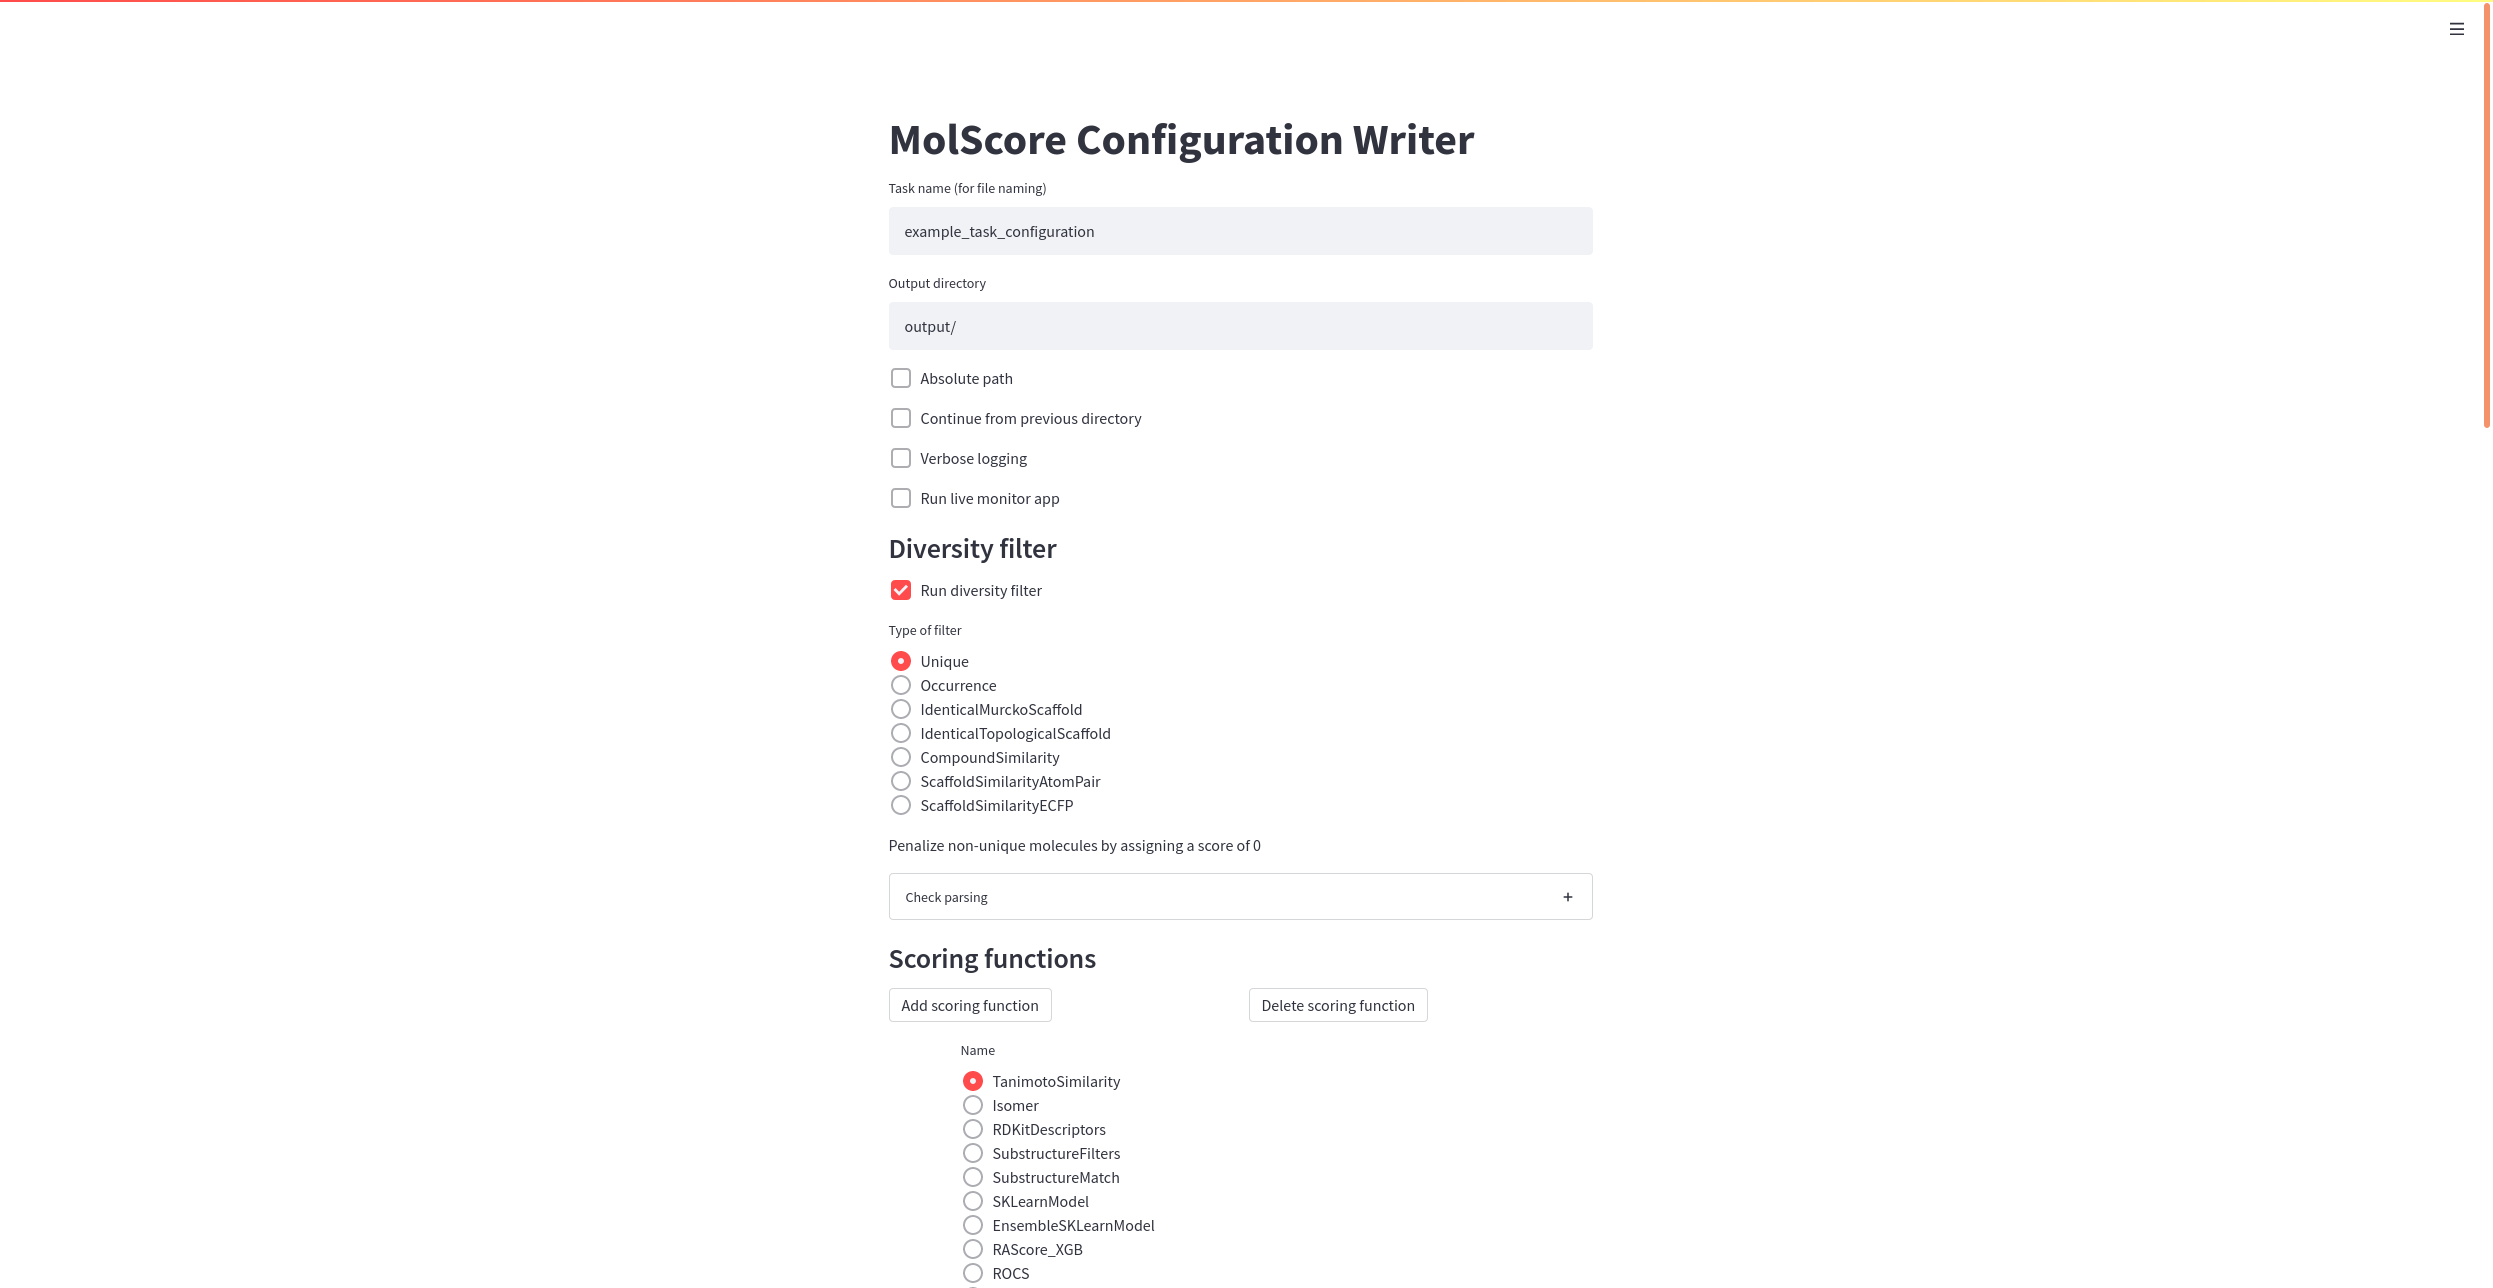 MolScore Configuration Writer
Task name (for file naming)
example_task_configuration
Output directory
output/
Absolute path
Continue from previous directory
Verbose logging
Run live monitor app
Diversity filter
Run diversity filter
Type of filter
Unique
Occurrence
IdenticalMurckoScaffold
IdenticalTopologicalScaffold
CompoundSimilarity
ScaffoldSimilarityAtomPair
ScaffoldSimilarityECFP
Penalize non-unique molecules by assigning a score of 0
Check parsing +
Scoring functions
Add scoring function Delete scoring function
Name
TanimotoSimilarity
Isomer
RDKitDescriptors
SubstructureFilters
SubstructureMatch
SKLearnModel
EnsembleSKLearnModel
RAScore_XGB
ROCS